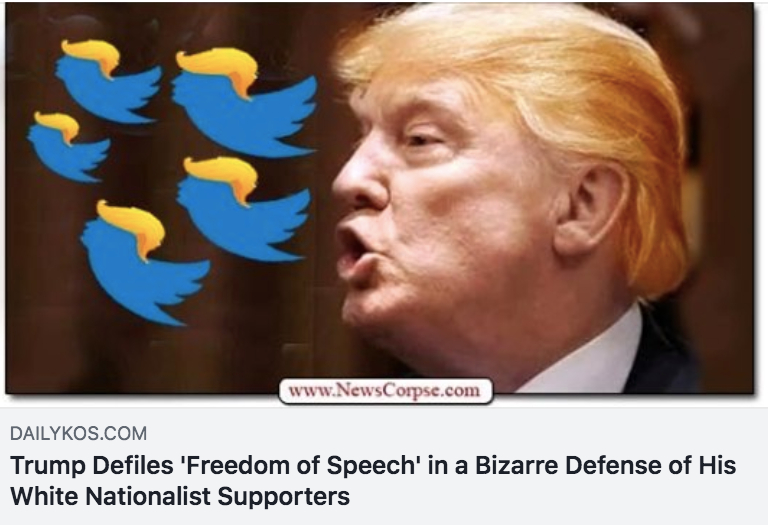 www.NewsCorpse.com
DAILYKOS.COM
Trump Defiles 'Freedom of Speech' in a Bizarre Defense of His
White Nationalist Supporters